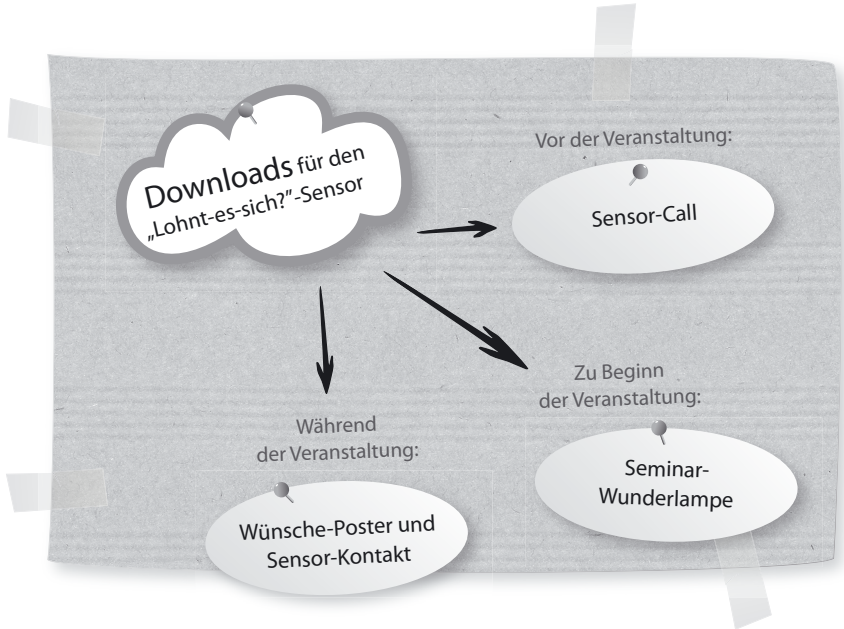 Downloads für den
„Lohnt-es-sich?”-Sensor
Vor der Veranstaltung:
Sensor-Call
Zu Beginn
der Veranstaltung:
Seminar-
Wunderlampe
Während
der Veranstaltung:
Wünsche-Poster und
Sensor-Kontakt